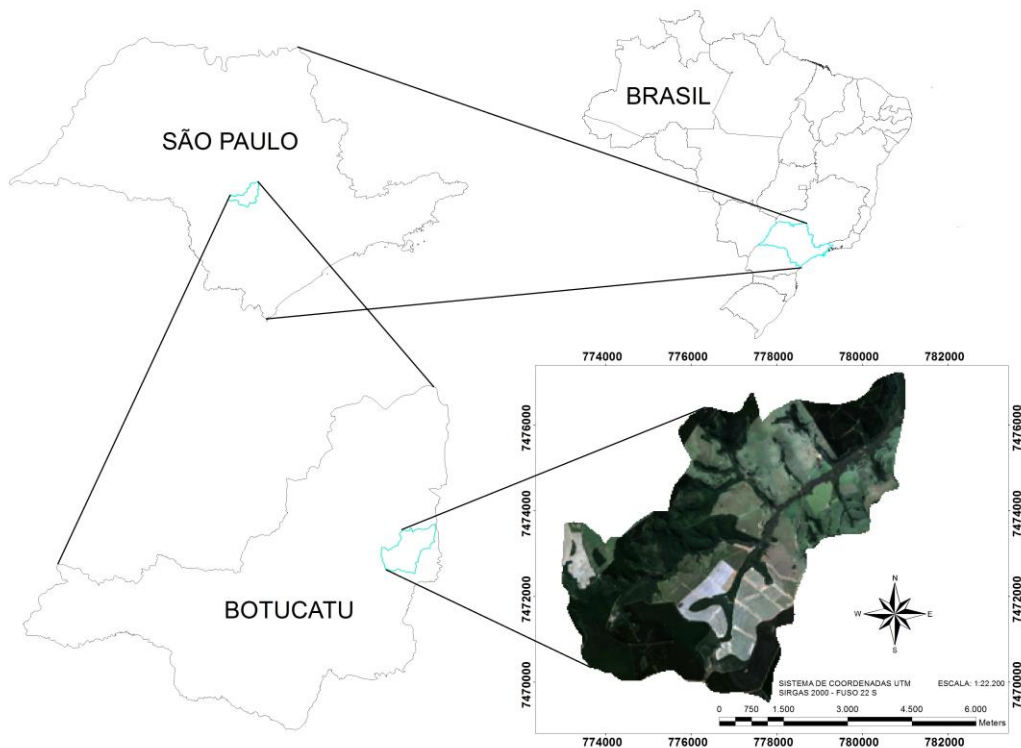 BRASIL
SÃO PAULO
BOTUCATU
774000 776000 778000 780000 782000
7476000 7476000
7474000 7474000
7472000 7472000
7470000 7470000
N
W E
S
SISTEMA DE COORDENADAS UTM ESCALA: 1:22.200
SIRGAS 2000 - FUSO 22 S
0 750 1.500 3.000 4.500 6.000
Meters
774000 776000 778000 780000 782000